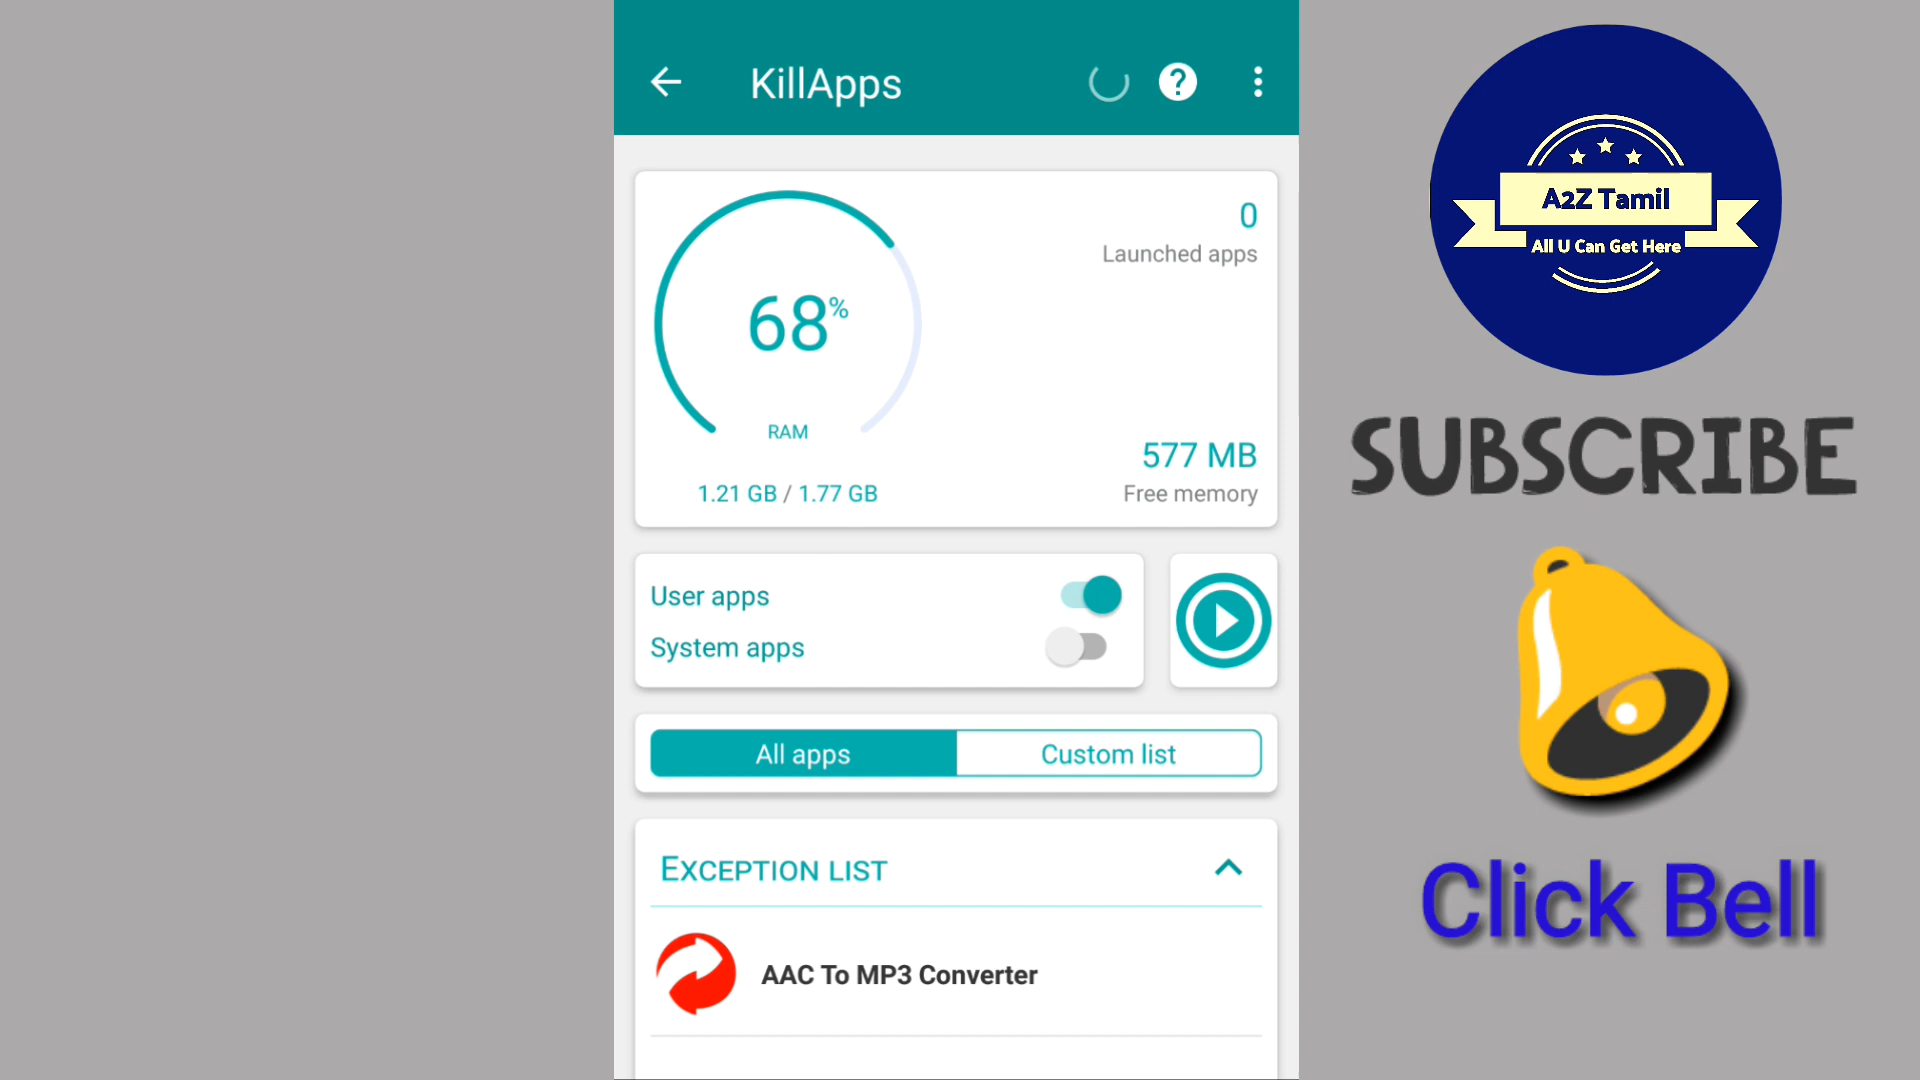 KillApps
?
68%
RAM
1.21 GB / 1.77 GB
0
Launched apps
577 MB
Free memory
User apps
System apps
All apps
Custom list
EXCEPTION LIST
AAC To MP3 Converter
A2Z Tamil
All U Can Get Here
SUBSCRIBE
Click Bell